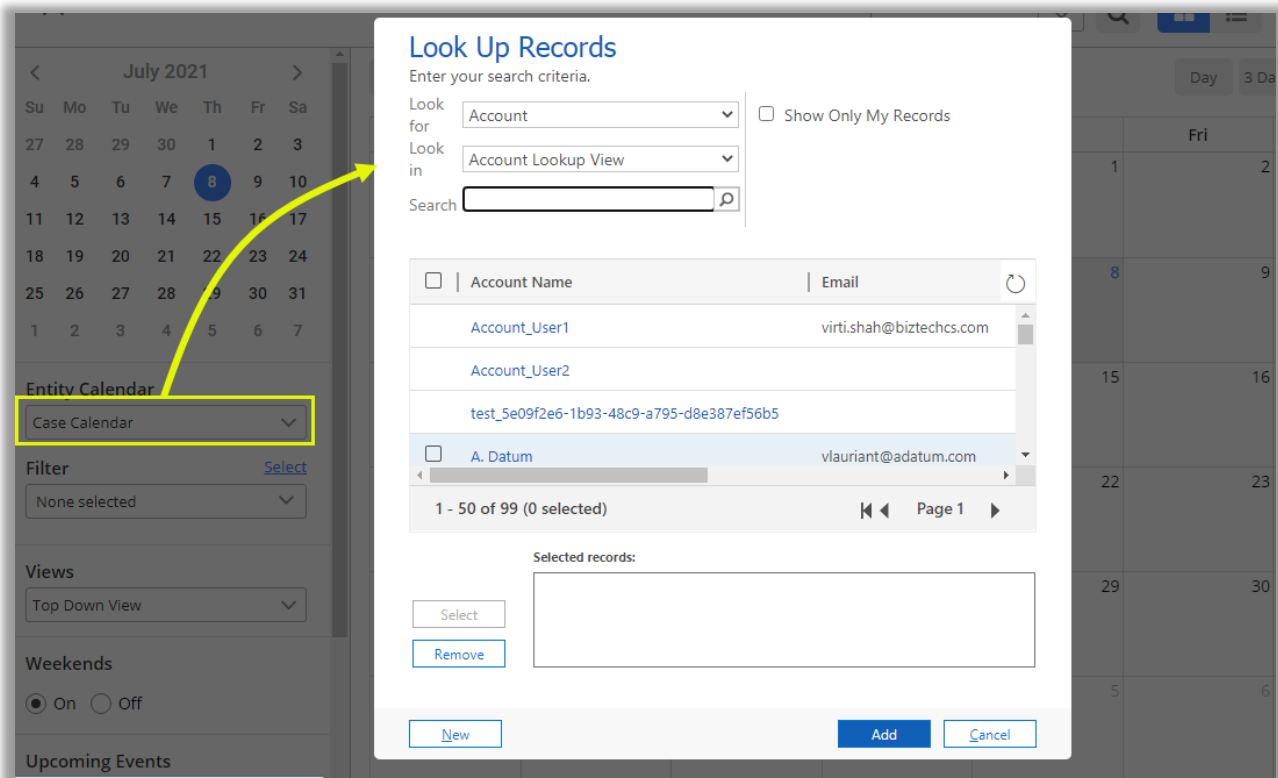 July 2021
Su Mo Tu We Th Fr Sa
27 28 29 30 1 2 3
4 5 6 7 8 9 10
11 12 13 14 15 16 17
18 19 20 21 22 23 24
25 26 27 28 29 30 31
1 2 3 4 5 6 7
Entity Calendar
Case Calendar
Filter Select
None selected
Views
Top Down View
Weekends
On Off
Upcoming Events
Look Up Records
Enter your search criteria.
Look for
Account
Show Only My Records
Look in
Account Lookup View
Search
Account Name Email
Account_User1 virti.shah@biztechcs.com
Account_User2
test_5e09f2e6-1b93-48c9-a795-d8e387ef56b5
A. Datum vlauriant@adatum.com
1 - 50 of 99 (0 selected) Page 1
Selected records:
Select
Remove
New Add Cancel
Day 3 Da
Fri
1 2
8 9
15 16
22 23
29 30
5 6